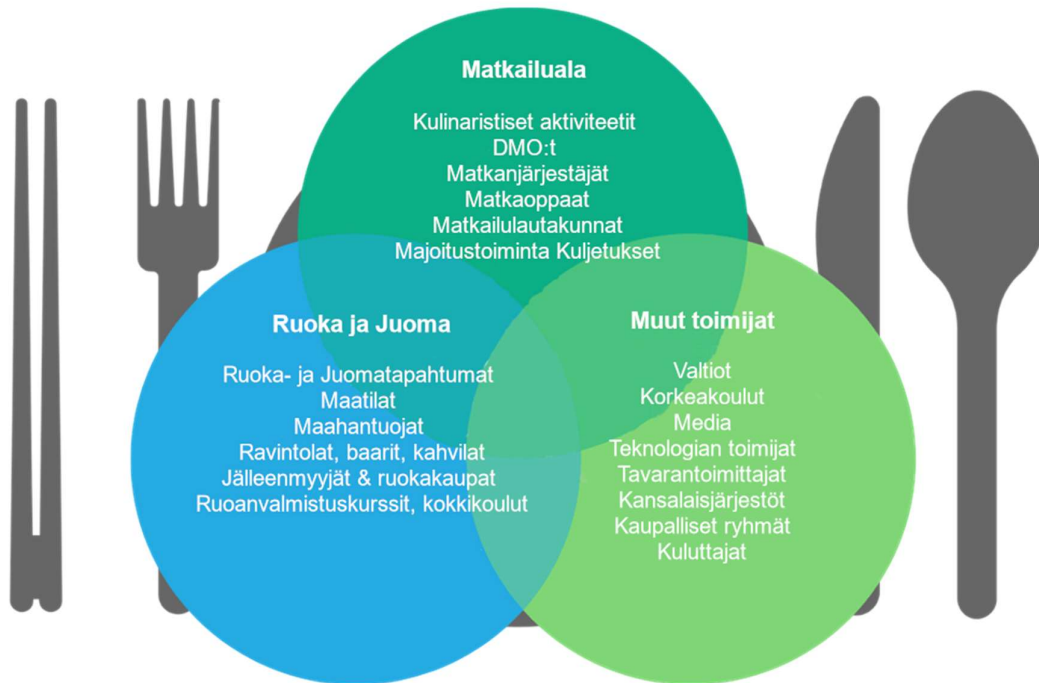 Matkailuala
Kulinaristiset aktiviteetit
DMO:t
Matkanjärjestäjät
Matkaoppaat
Matkailulautakunnat
Majoitustoiminta Kuljetukset
Ruoka ja Juoma
Ruoka- ja Juomatapahtumat
Maatilat
Maahantuojat
Ravintolat, baarit, kahvilat
Jälleenmyyjät & ruokakaupat
Ruoanvalmistuskurssit, kokkikoulut
Muut toimijat
Valtiot
Korkeakoulut
Media
Teknologian toimijat
Tavarantoimittajat
Kansalaisjärjestöt
Kaupalliset ryhmät
Kuluttajat